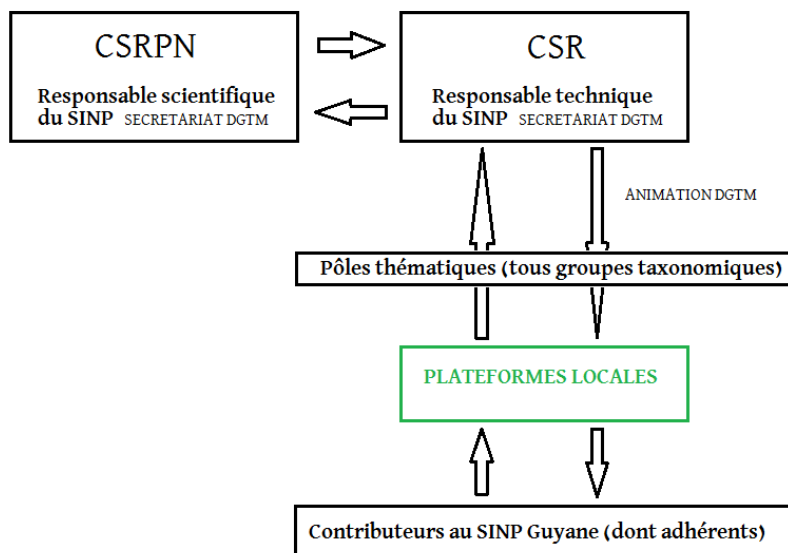 CSRPN
Responsable scientifique
du SINP SECRETARIAT DGTM
CSR
Responsable technique
du SINP SECRETARIAT DGTM
ANIMATION DGTM
Pôles thématiques (tous groupes taxonomiques)
PLATEFORMES LOCALES
Contributeurs au SINP Guyane (dont adhérents)